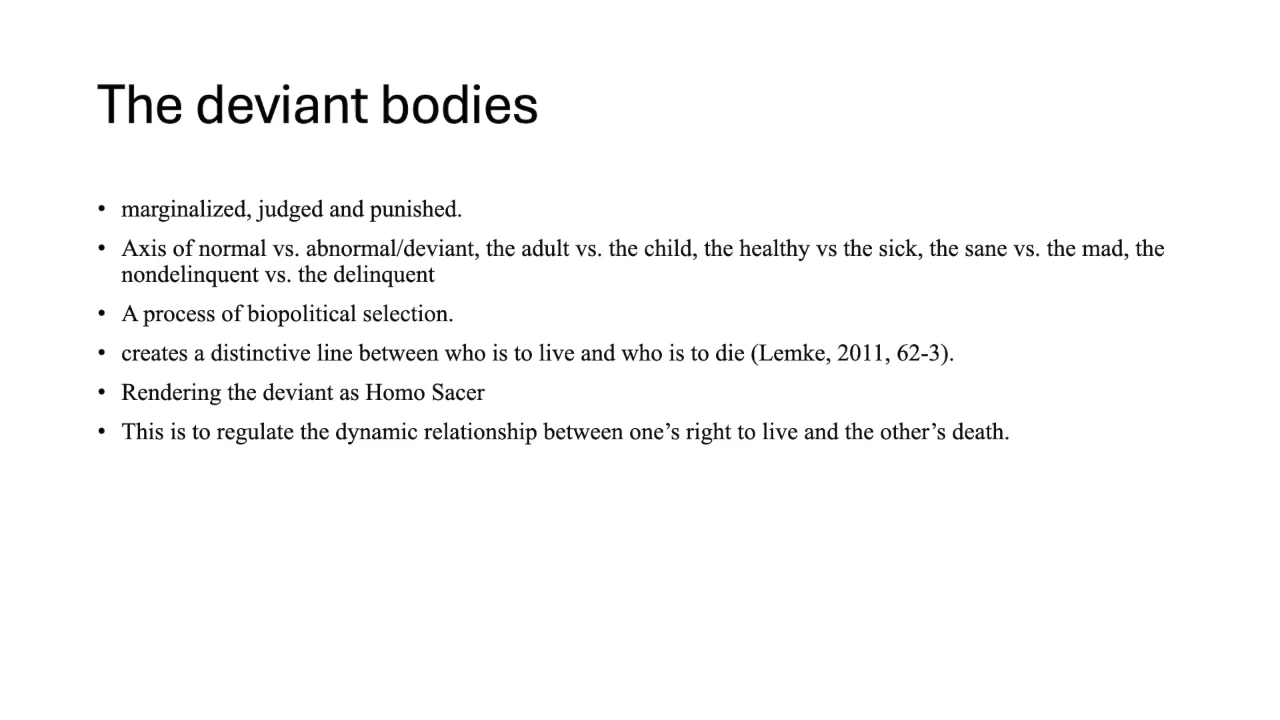 The deviant bodies
• marginalized, judged and punished.
• Axis of normal vs. abnormal/deviant, the adult vs. the child, the healthy vs the sick, the sane vs. the mad, the
nondelinquent vs. the delinquent
• A process of biopolitical selection.
• creates a distinctive line between who is to live and who is to die (Lemke, 2011, 62-3).
• Rendering the deviant as Homo Sacer
• This is to regulate the dynamic relationship between one’s right to live and the other’s death.